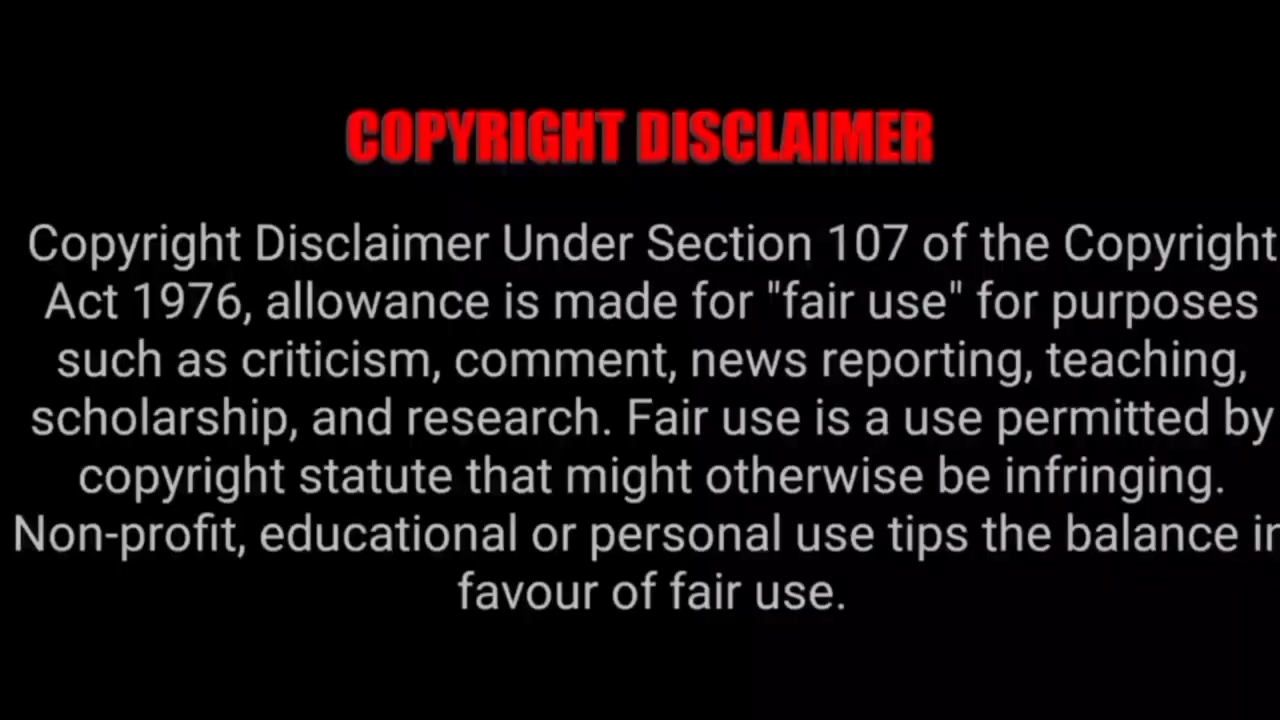 COPYRIGHT DISCLAIMER
Copyright Disclaimer Under Section 107 of the Copyright
Act 1976, allowance is made for "fair use" for purposes
such as criticism, comment, news reporting, teaching,
scholarship, and research. Fair use is a use permitted by
copyright statute that might otherwise be infringing.
Non-profit, educational or personal use tips the balance in
favour of fair use.